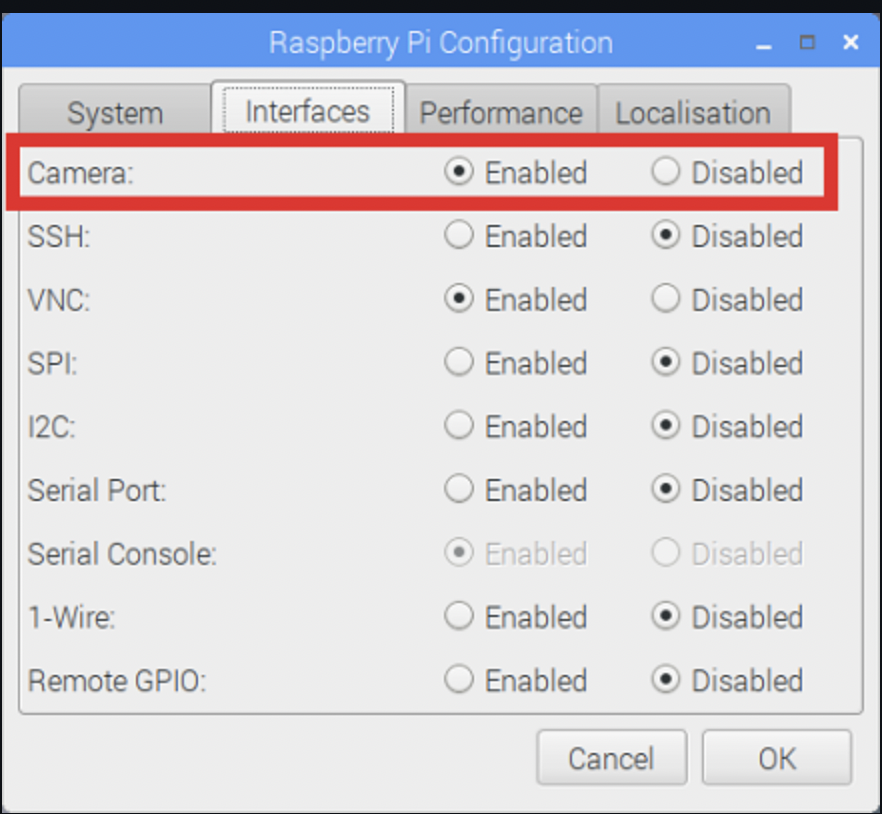 Raspberry Pi Configuration
System Interfaces Performance Localisation
Camera: Enabled Disabled
SSH: Enabled Disabled
VNC: Enabled Disabled
SPI: Enabled Disabled
I2C: Enabled Disabled
Serial Port: Enabled Disabled
Serial Console: Enabled Disabled
1-Wire: Enabled Disabled
Remote GPIO: Enabled Disabled
Cancel OK